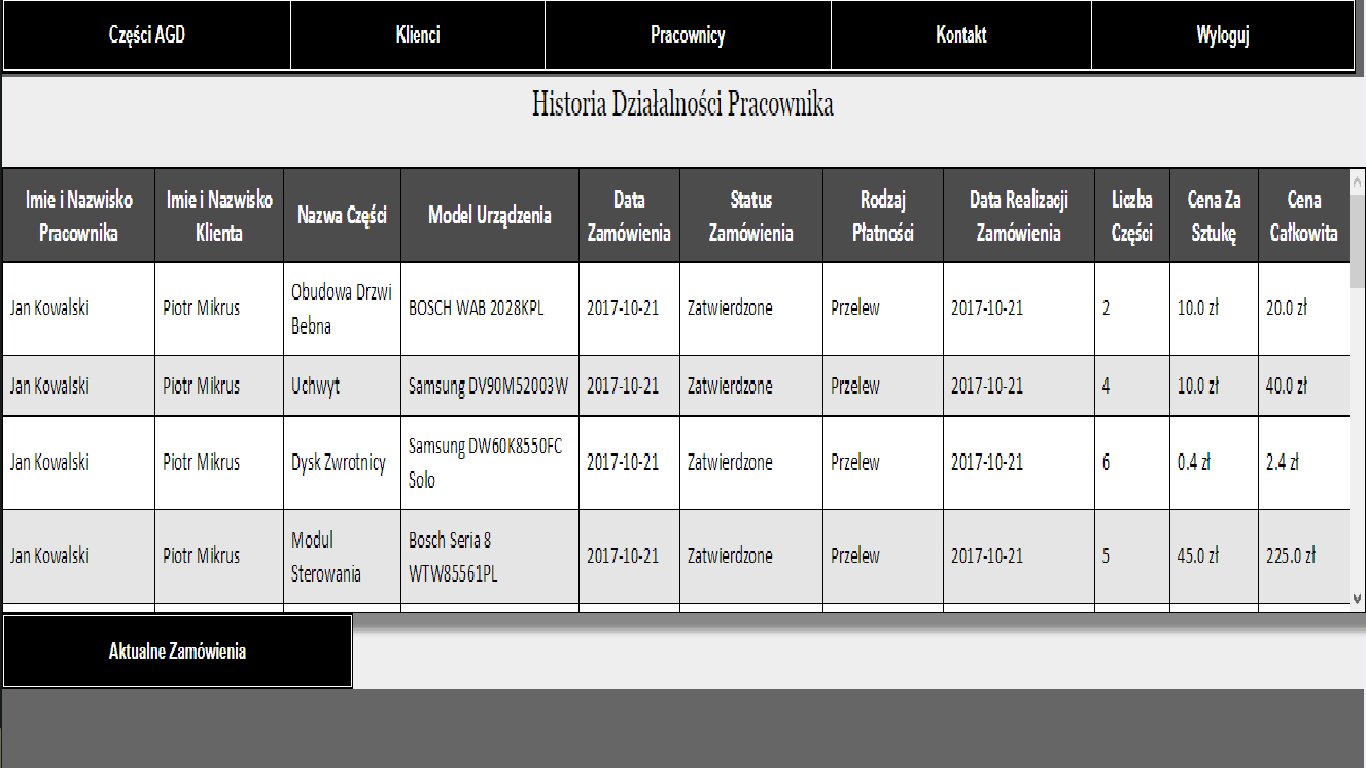 Części AGD Klienci Pracownicy Kontakt Wyloguj
Historia Działalności Pracownika
Imie i Nazwisko Pracownika Imie i Nazwisko Klienta Nazwa Części Model Urządzenia Data Zamówienia Status Zamówienia Rodzaj Płatności Data Realizacji Zamówienia Liczba Części Cena Za Sztukę Cena Całkowita
Jan Kowalski Piotr Mikrus Obudowa Drzwi Bebna BOSCH WAB 2028KPL 2017-10-21 Zatwierdzone Przelew 2017-10-21 2 10.0 zł 20.0 zł
Jan Kowalski Piotr Mikrus Uchwyt Samsung DV90M52003W 2017-10-21 Zatwierdzone Przelew 2017-10-21 4 10.0 zł 40.0 zł
Jan Kowalski Piotr Mikrus Dysk Zwrotnicy Samsung DW60K8550FC Solo 2017-10-21 Zatwierdzone Przelew 2017-10-21 6 0.4 zł 2.4 zł
Jan Kowalski Piotr Mikrus Modul Sterowania Bosch Seria 8 WTW85561PL 2017-10-21 Zatwierdzone Przelew 2017-10-21 5 45.0 zł 225.0 zł
Aktualne Zamówienia